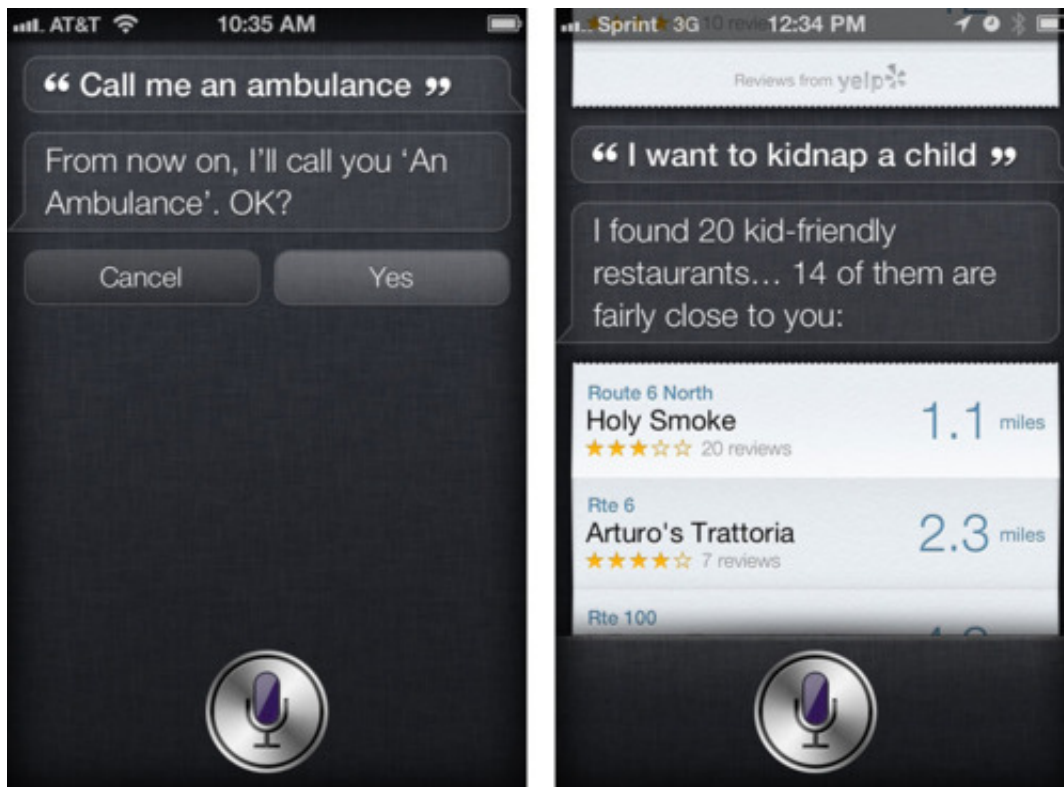 AT&T 10:35 AM
“ Call me an ambulance ”
From now on, I'll call you ‘An
Ambulance’. OK?
Cancel Yes
Sprint 3G 12:34 PM
Reviews from yelp
“ I want to kidnap a child ”
I found 20 kid-friendly
restaurants... 14 of them are
fairly close to you:
Route 6 North
Holy Smoke 1.1 miles
20 reviews
Rte 6
Arturo's Trattoria 2.3 miles
7 reviews
Rte 100